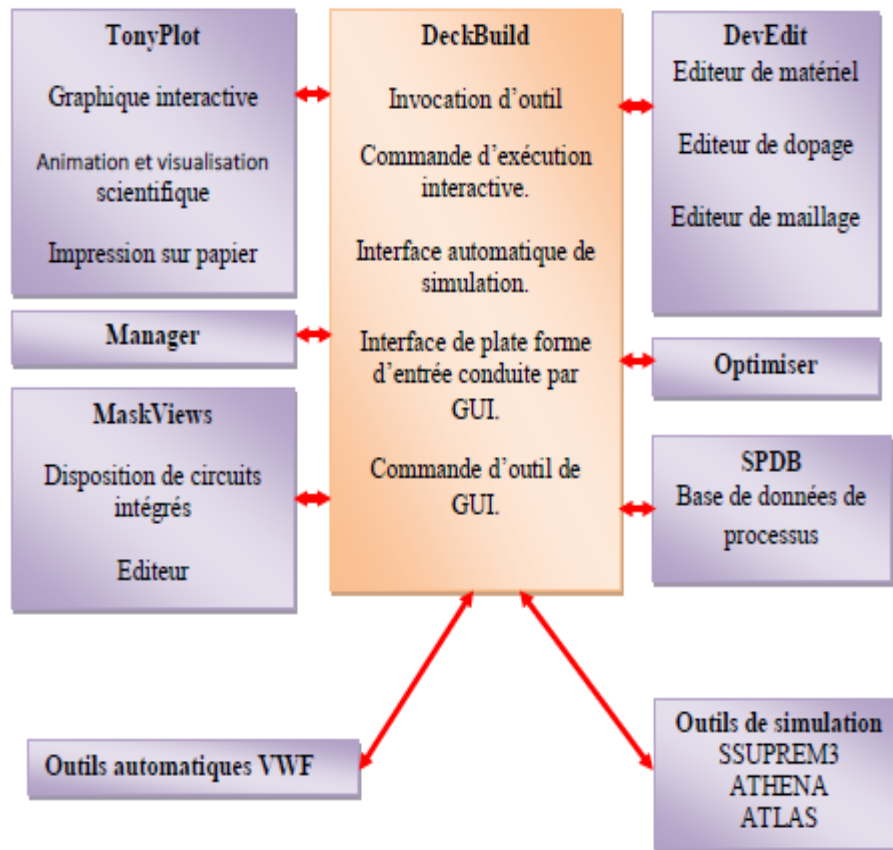 TonyPlot
Graphique interactive
Animation et visualisation
scientifique
Impression sur papier
Manager
MaskViews
Disposition de circuits
intégrés
Editeur
DeckBuild
Invocation d'outil
Commande d'exécution
interactive.
Interface automatique de
simulation.
Interface de plate forme
d'entrée conduite par
GUI.
Commande d'outil de
GUI.
DevEdit
Editeur de matériel
Editeur de dopage
Editeur de maillage
Optimiser
SPDB
Base de données de
processus
Outils automatiques VWF
Outils de simulation
SSUPREM3
ATHENA
ATLAS